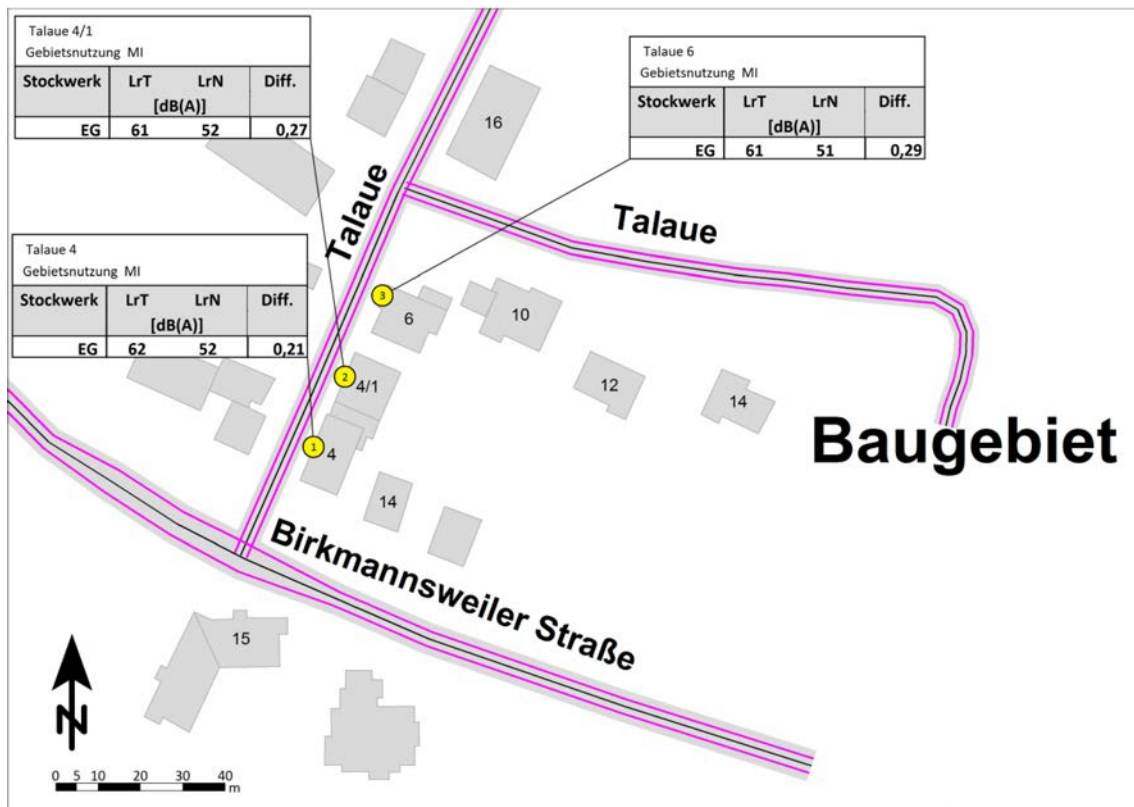 Talaue 4/1
Gebietsnutzung MI
Stockwerk LrT LrN Diff.
[dB(A)]
EG 61 52 0,27
Talaue 6
Gebietsnutzung MI
Stockwerk LrT LrN Diff.
[dB(A)]
EG 61 51 0,29
16
Talaue
Talaue
Talaue 4
Gebietsnutzung MI
Stockwerk LrT LrN Diff.
[dB(A)]
EG 62 52 0,21
3
6
10
2
4/1
12
14
1
4
Baugebiet
14
Birkmannsweiler Straße
15
N
0 5 10 20 30 40
m